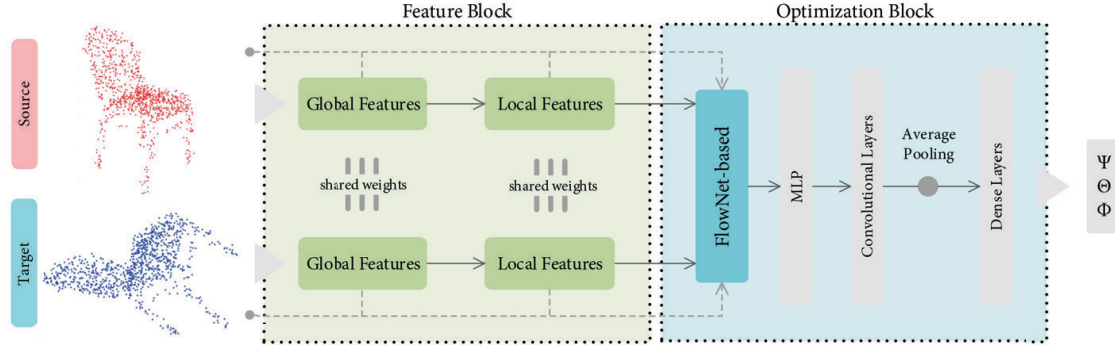 Feature Block
Optimization Block
Source
Target
Global Features
Local Features
shared weights
shared weights
Global Features
Local Features
FlowNet-based
MLP
Convolutional Layers
Average
Pooling
Dense Layers
Ψ
Θ
Φ